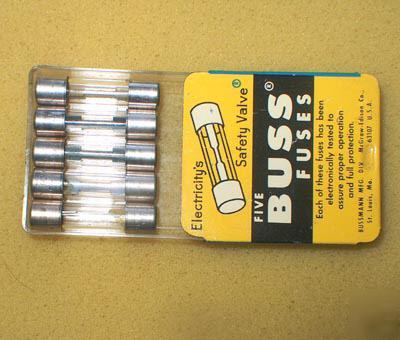 Electricity's
Safety Valve®
FIVE
BUSS®
FUSES
Each of these fuses has been
electronically tested to
assure proper operation
and full protection.
BUSSMANN MFG. DIV. McGraw-Edison Co.,
St. Louis, Mo. 63107 U.S.A.